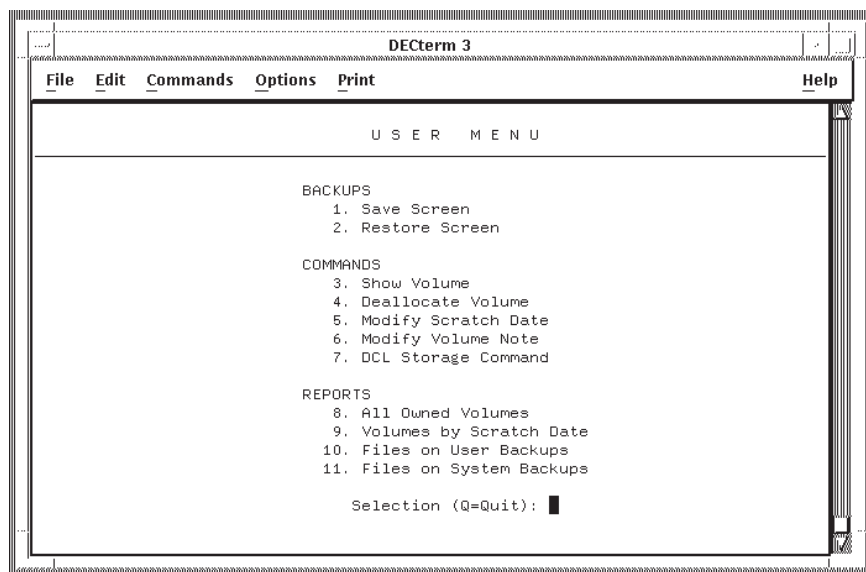 DECterm 3
File Edit Commands Options Print Help
U S E R M E N U
BACKUPS
1. Save Screen
2. Restore Screen
COMMANDS
3. Show Volume
4. Deallocate Volume
5. Modify Scratch Date
6. Modify Volume Note
7. DCL Storage Command
REPORTS
8. All Owned Volumes
9. Volumes by Scratch Date
10. Files on User Backups
11. Files on System Backups
Selection (Q=Quit):